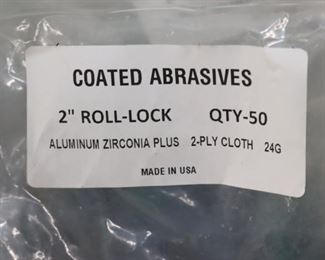 COATED ABRASIVES
2" ROLL-LOCK QTY-50
ALUMINUM ZIRCONIA PLUS 2-PLY CLOTH 24G
MADE IN USA